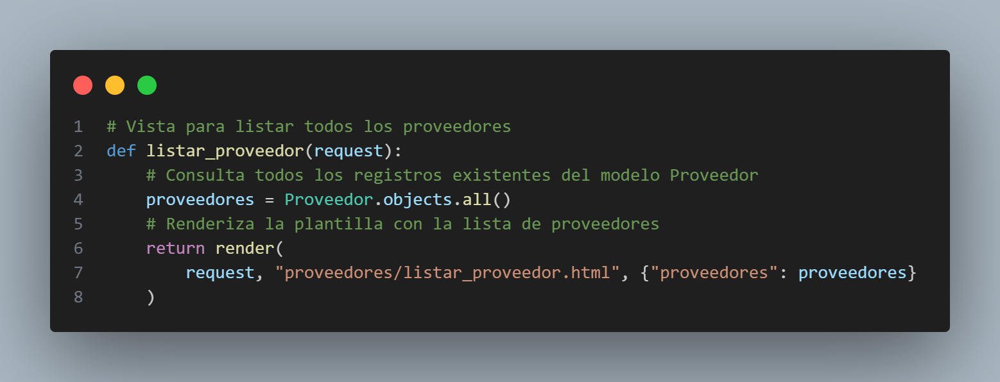 1 # Vista para listar todos los proveedores
2 def listar_proveedor(request):
3     # Consulta todos los registros existentes del modelo Proveedor
4     proveedores = Proveedor.objects.all()
5     # Renderiza la plantilla con la lista de proveedores
6     return render(
7         request, "proveedores/listar_proveedor.html", {"proveedores": proveedores}
8     )